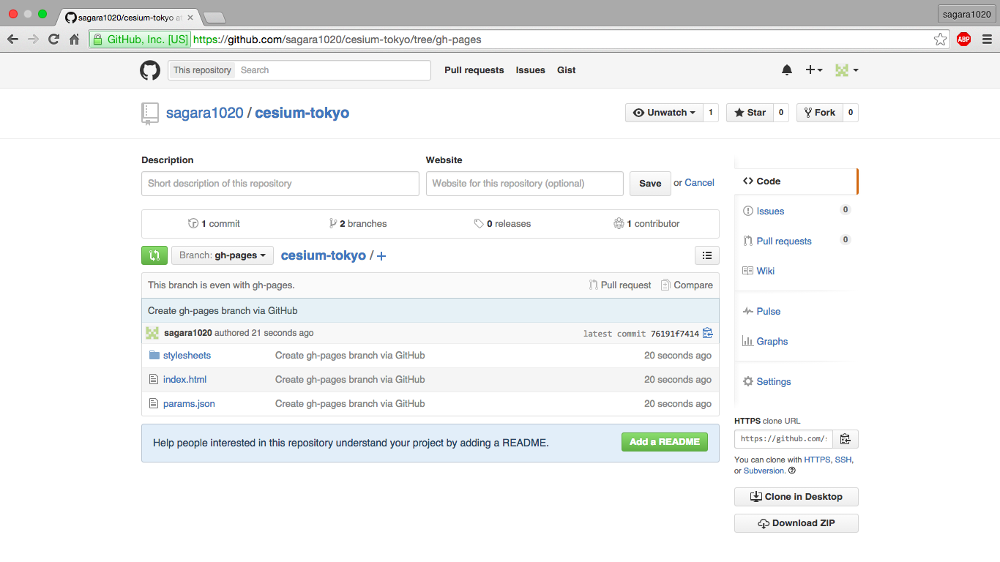 sagara1020/cesium-tokyo at
sagara1020
GitHub, Inc. [US] https://github.com/sagara1020/cesium-tokyo/tree/gh-pages
ABP
This repository Search Pull requests Issues Gist
sagara1020 / cesium-tokyo
Unwatch 1 Star 0 Fork 0
Description Website
Short description of this repository Website for this repository (optional) Save or Cancel
1 commit 2 branches 0 releases 1 contributor
Branch: gh-pages cesium-tokyo / +
This branch is even with gh-pages. Pull request Compare
Create gh-pages branch via GitHub
sagara1020 authored 21 seconds ago latest commit 76191f7414
stylesheets Create gh-pages branch via GitHub 20 seconds ago
index.html Create gh-pages branch via GitHub 20 seconds ago
params.json Create gh-pages branch via GitHub 20 seconds ago
Help people interested in this repository understand your project by adding a README. Add a README
Code
Issues 0
Pull requests 0
Wiki
Pulse
Graphs
Settings
HTTPS clone URL
https://github.com/
You can clone with HTTPS, SSH,
or Subversion.
Clone in Desktop
Download ZIP